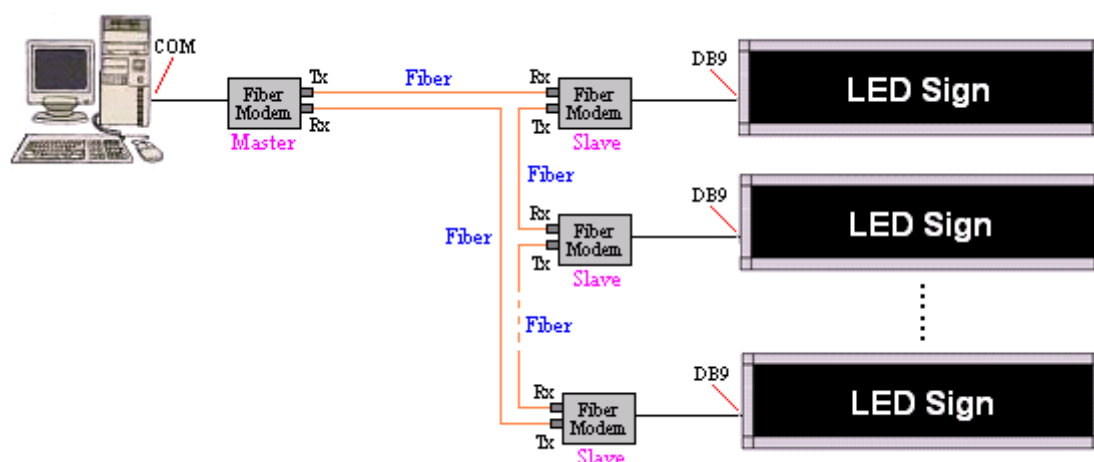 COM
Fiber
Modem
Master
Tx
Rx
Fiber
Rx
Tx
Fiber
Modem
Slave
DB9
LED Sign
Fiber
Fiber
Rx
Tx
Fiber
Modem
Slave
DB9
LED Sign
Fiber
Rx
Tx
Fiber
Modem
Slave
DB9
LED Sign